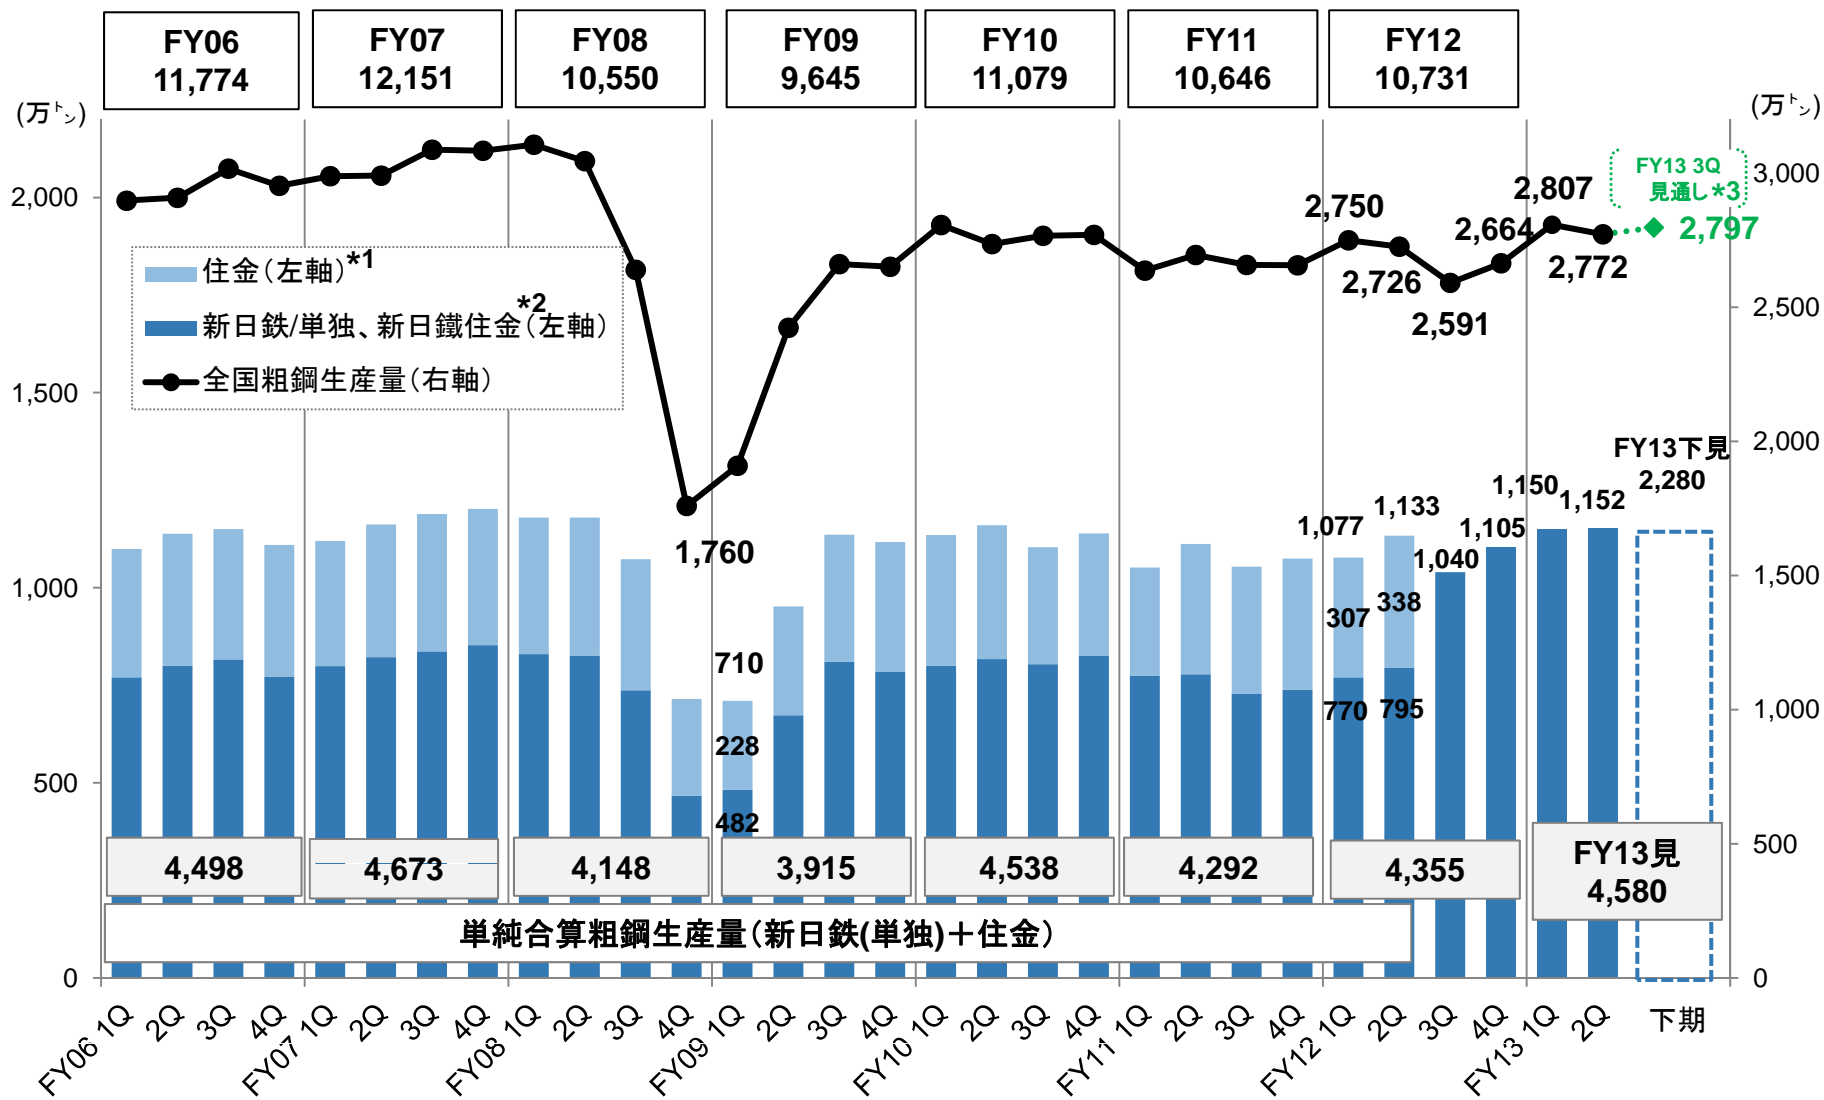 FY06
11,774
FY07
12,151
FY08
10,550
FY09
9,645
FY10
11,079
FY11
10,646
FY12
10,731
(万㌧)
(万㌧)
2,000
1,500
1,000
500
0
3,000
2,500
2,000
1,500
1,000
500
0
住金(左軸)*1
新日鉄/単独、新日鐵住金(左軸)*2
全国粗鋼生産量(右軸)
1,760
2,750
2,726
2,591
2,664
2,807
2,772
FY13 3Q
見通し*3
2,797
FY13下見
2,280
710
228
482
1,077
307
770
1,133
338
795
1,040
1,105
1,150
1,152
4,498
4,673
4,148
3,915
4,538
4,292
4,355
FY13見
4,580
単純合算粗鋼生産量(新日鉄(単独)+住金)
FY06 1Q
2Q
3Q
4Q
FY07 1Q
2Q
3Q
4Q
FY08 1Q
2Q
3Q
4Q
FY09 1Q
2Q
3Q
4Q
FY10 1Q
2Q
3Q
4Q
FY11 1Q
2Q
3Q
4Q
FY12 1Q
2Q
3Q
4Q
FY13 1Q
2Q
下期